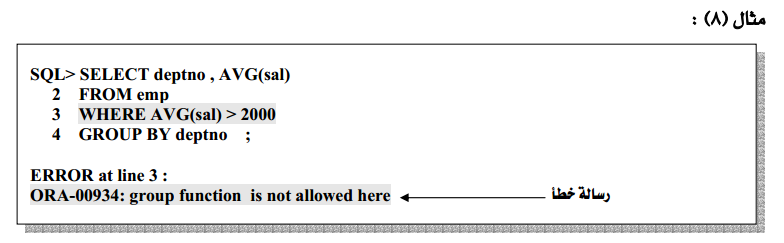 مثال (٨) :
SQL> SELECT deptno , AVG(sal)
2 FROM emp
3 WHERE AVG(sal) > 2000
4 GROUP BY deptno ;
ERROR at line 3 :
ORA-00934: group function is not allowed here رسالة خطأ